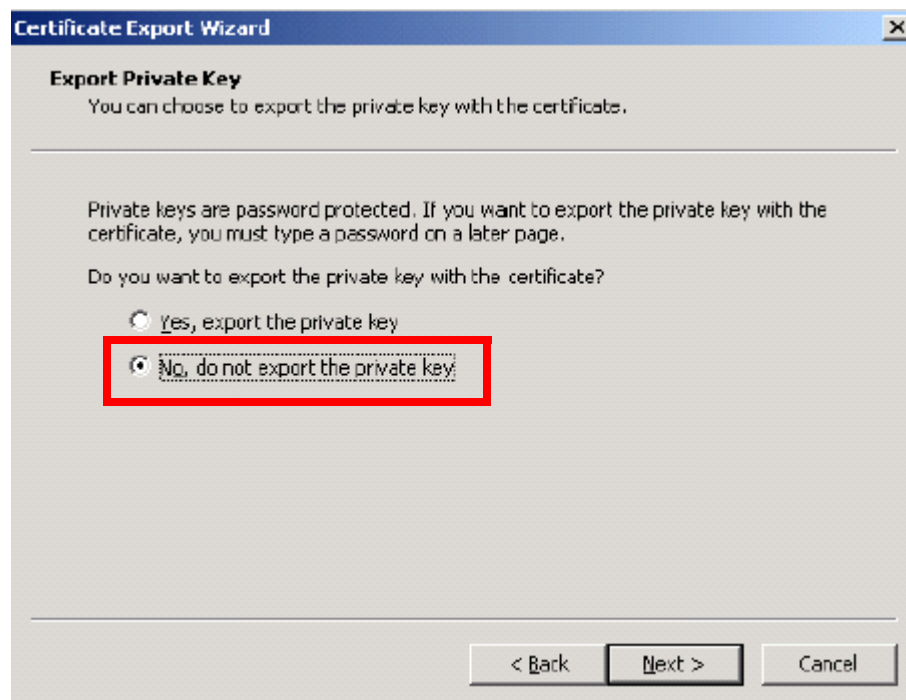 Certificate Export Wizard
Export Private Key
You can choose to export the private key with the certificate.
Private keys are password protected. If you want to export the private key with the
certificate, you must type a password on a later page.
Do you want to export the private key with the certificate?
Yes, export the private key
No, do not export the private key
< Back Next > Cancel